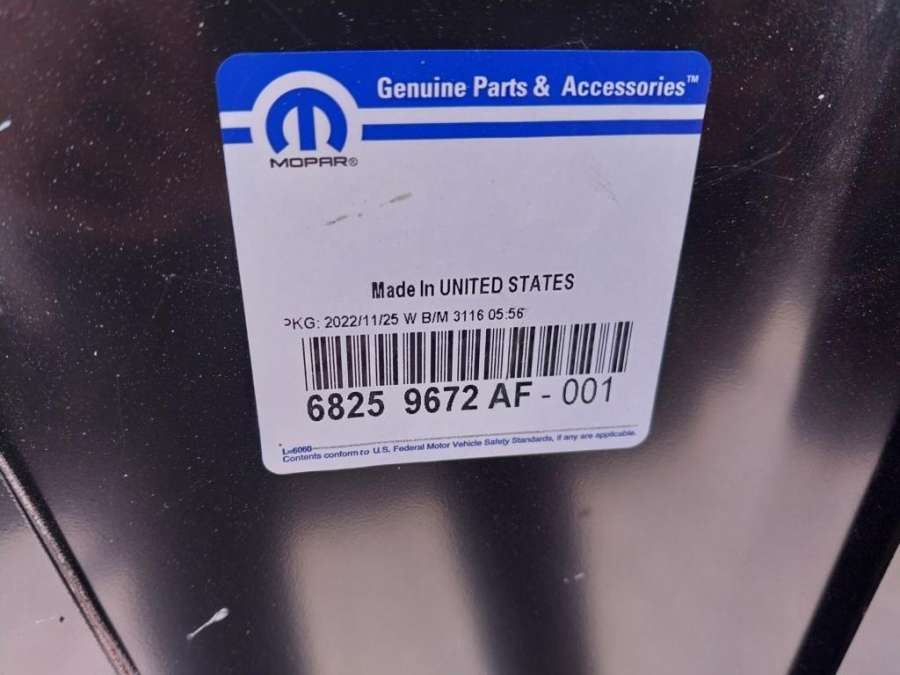 Genuine Parts & Accessories™
MOPAR®
Made In UNITED STATES
PKG: 2022/11/25 W B/M 3116 05:56
6825 9672 AF - 001
L-6060
Contents conform to U.S. Federal Motor Vehicle Safety Standards, if any are applicable.